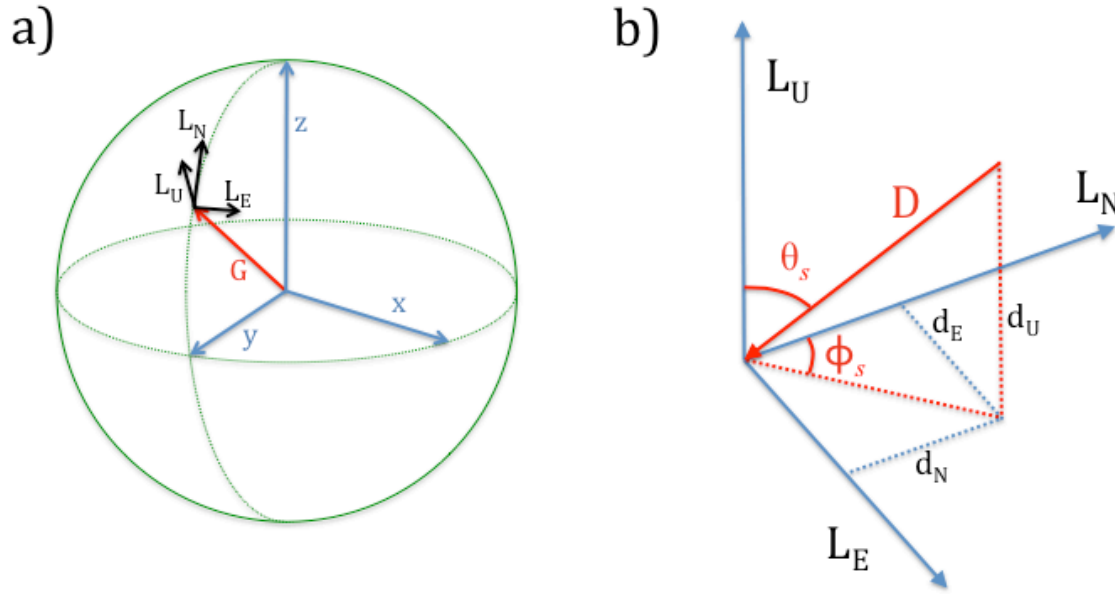 a)
z
L_N
L_U
L_E
G
x
y
b)
L_U
D
L_N
θ_s
d_E
d_U
ϕ_s
d_N
L_E